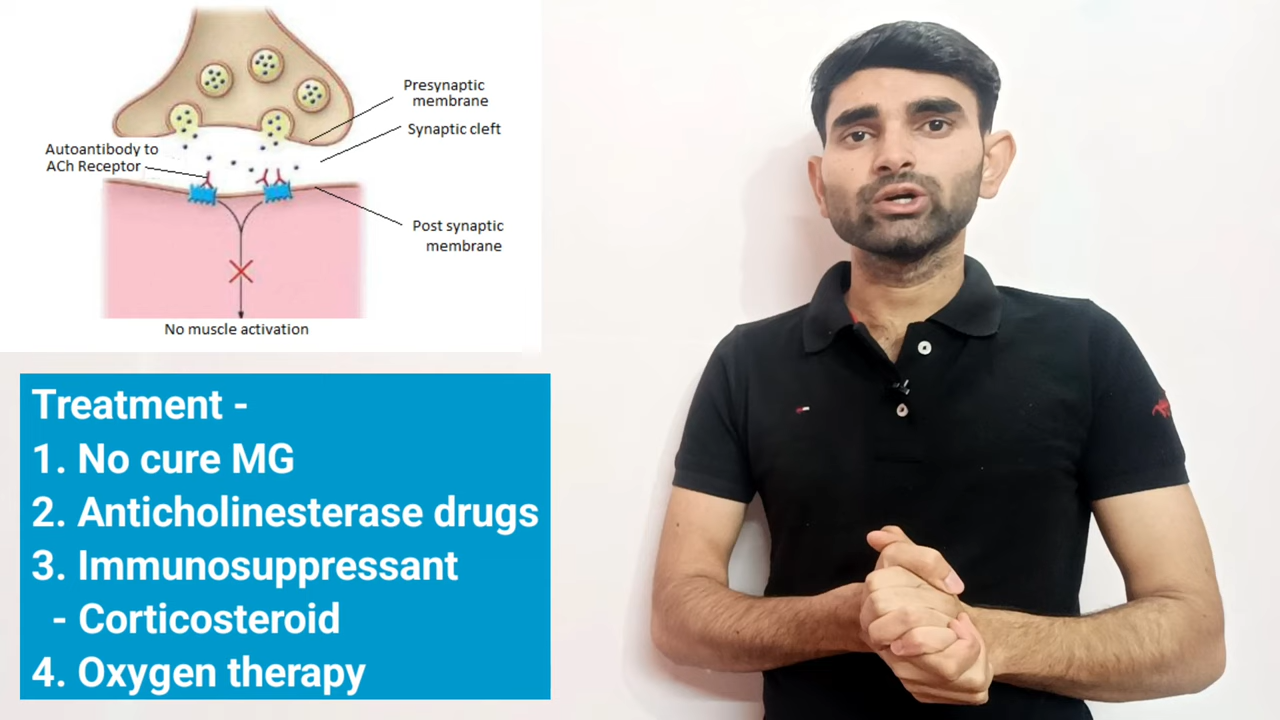 Presynaptic
membrane
Synaptic cleft
Autoantibody to
ACh Receptor
Post synaptic
membrane
No muscle activation
Treatment -
1. No cure MG
2. Anticholinesterase drugs
3. Immunosuppressant
- Corticosteroid
4. Oxygen therapy